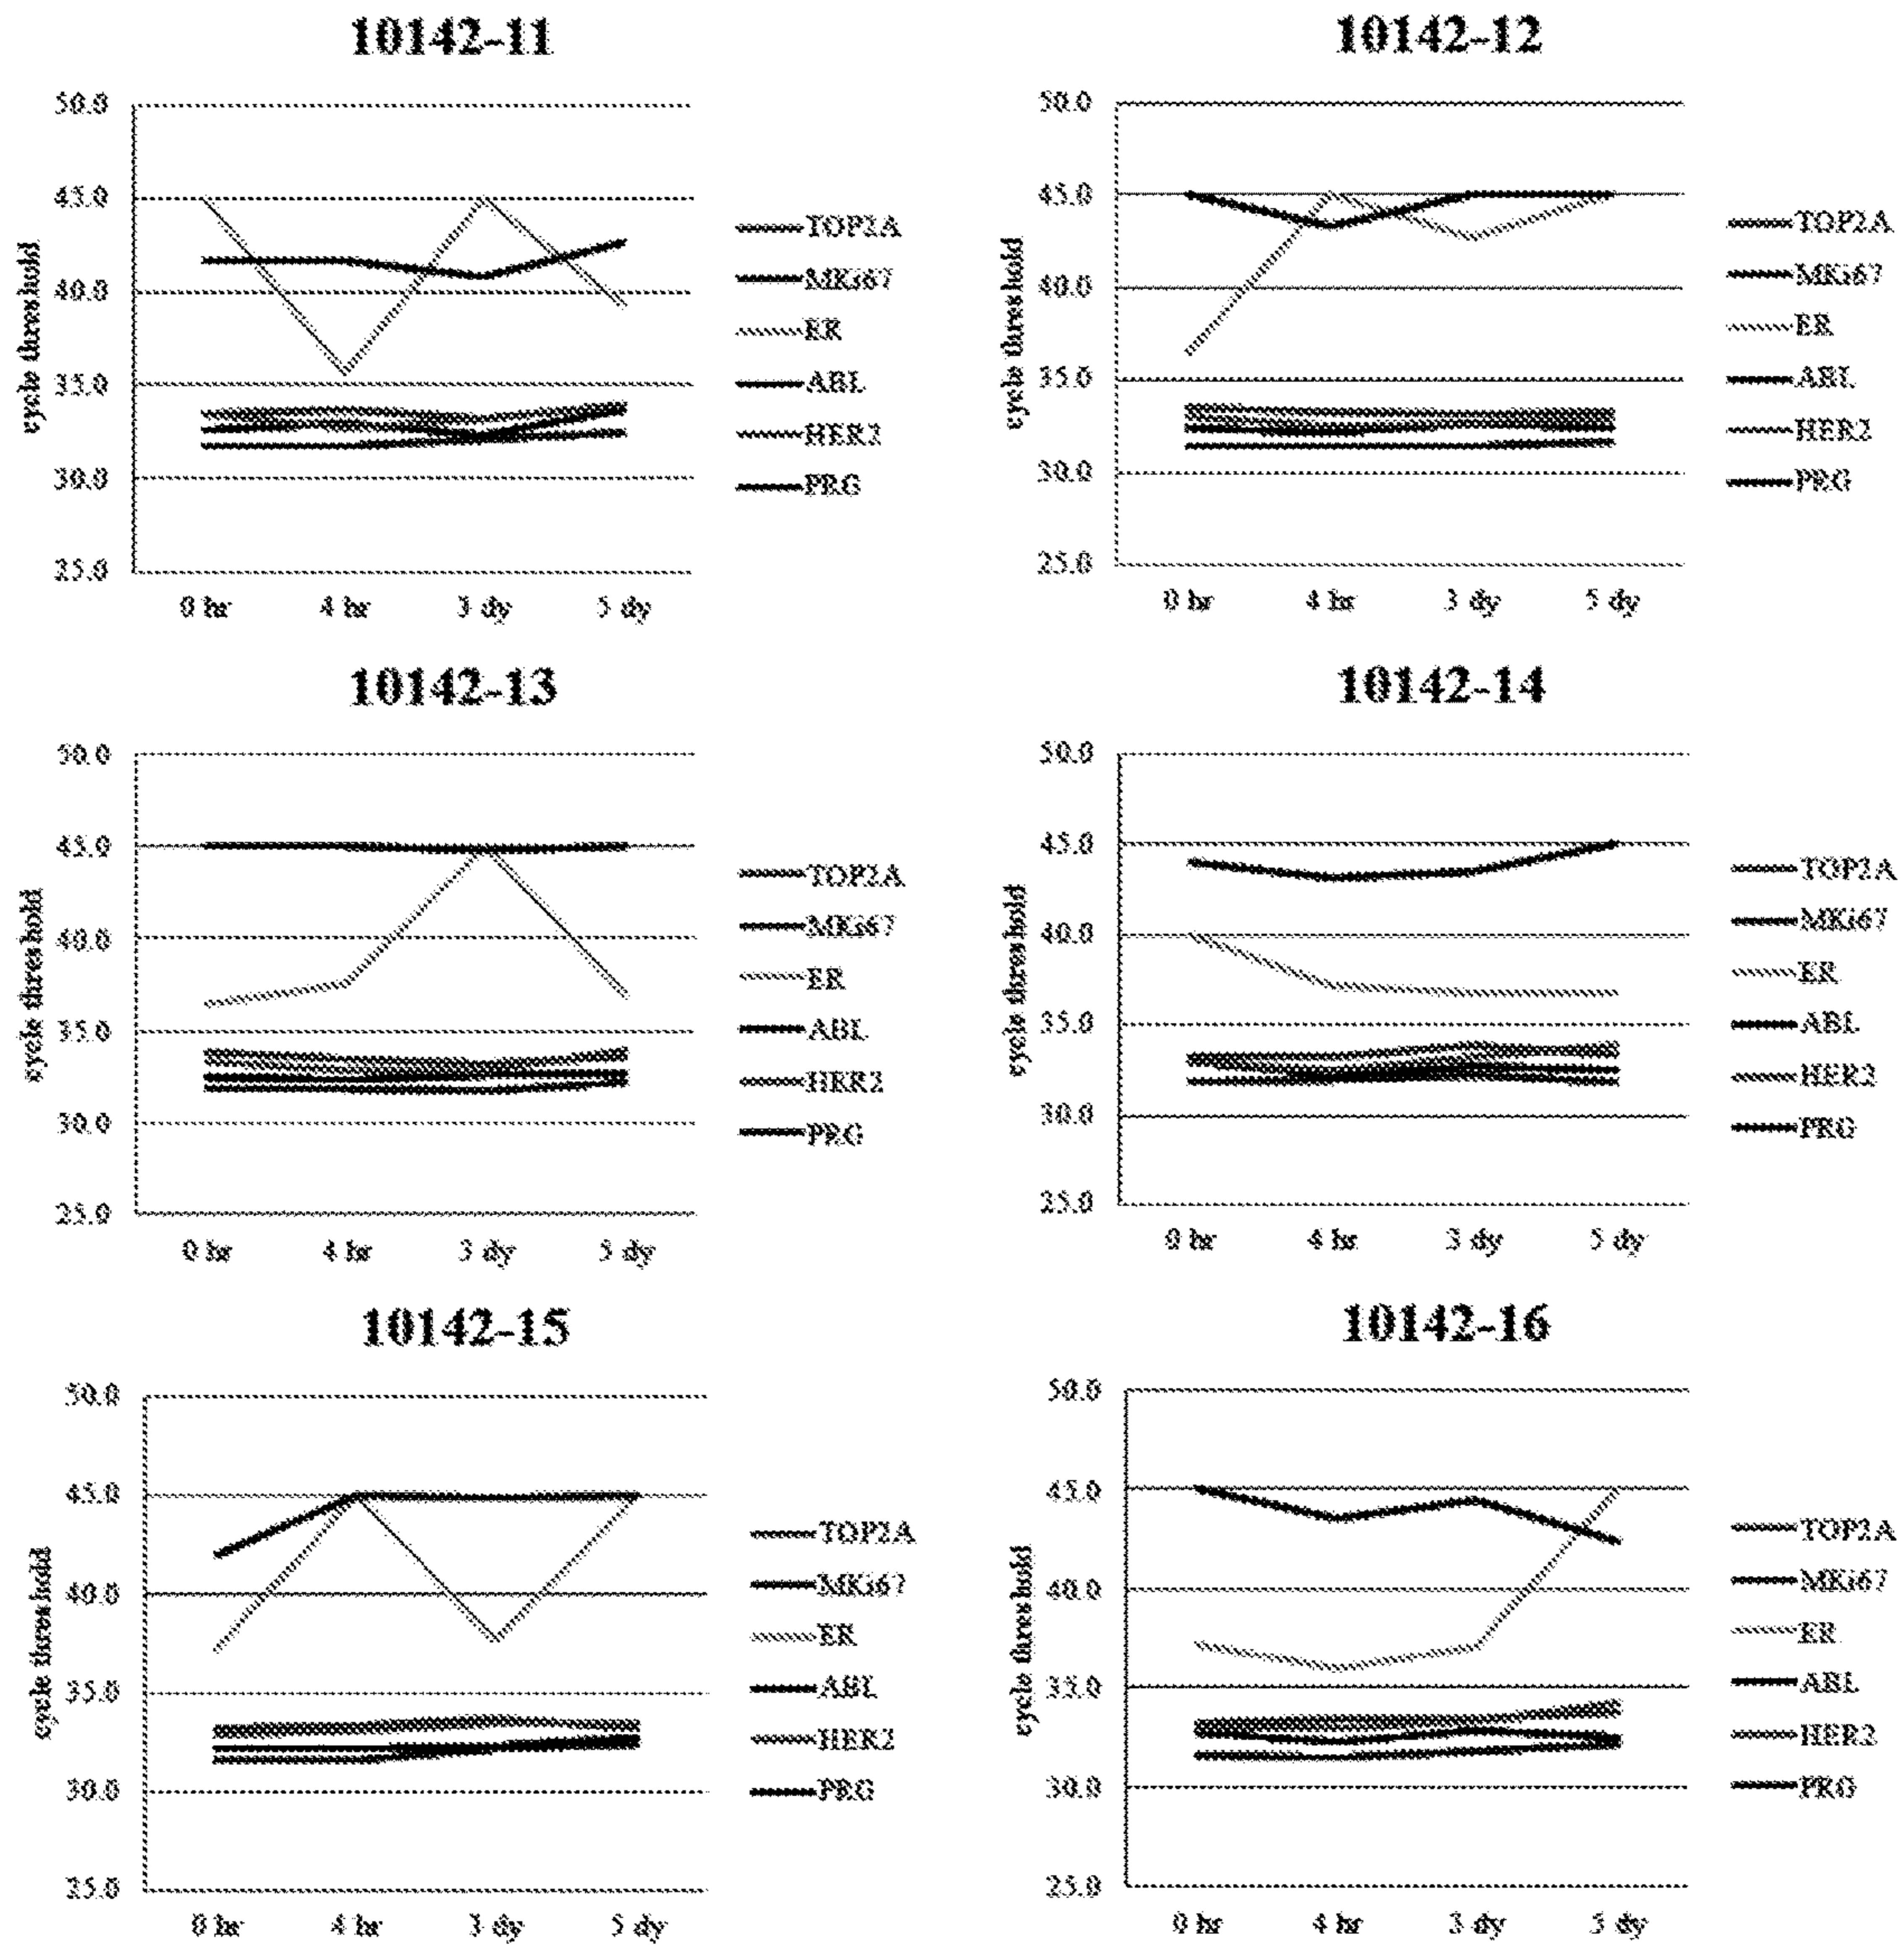 10142-11
50.0
45.0
40.0
35.0
30.0
25.0
cycle threshold
0 hr 4 hr 3 dy 5 dy
TOP2A
MKi67
ER
ABL
HER2
PRG
10142-12
50.0
45.0
40.0
35.0
30.0
25.0
cycle threshold
0 hr 4 hr 3 dy 5 dy
TOP2A
MKi67
ER
ABL
HER2
PRG
10142-13
50.0
45.0
40.0
35.0
30.0
25.0
cycle threshold
0 hr 4 hr 3 dy 5 dy
TOP2A
MKi67
ER
ABL
HER2
PRG
10142-14
50.0
45.0
40.0
35.0
30.0
25.0
cycle threshold
0 hr 4 hr 3 dy 5 dy
TOP2A
MKi67
ER
ABL
HER2
PRG
10142-15
50.0
45.0
40.0
35.0
30.0
25.0
cycle threshold
0 hr 4 hr 3 dy 5 dy
TOP2A
MKi67
ER
ABL
HER2
PRG
10142-16
50.0
45.0
40.0
35.0
30.0
25.0
cycle threshold
0 hr 4 hr 3 dy 5 dy
TOP2A
MKi67
ER
ABL
HER2
PRG